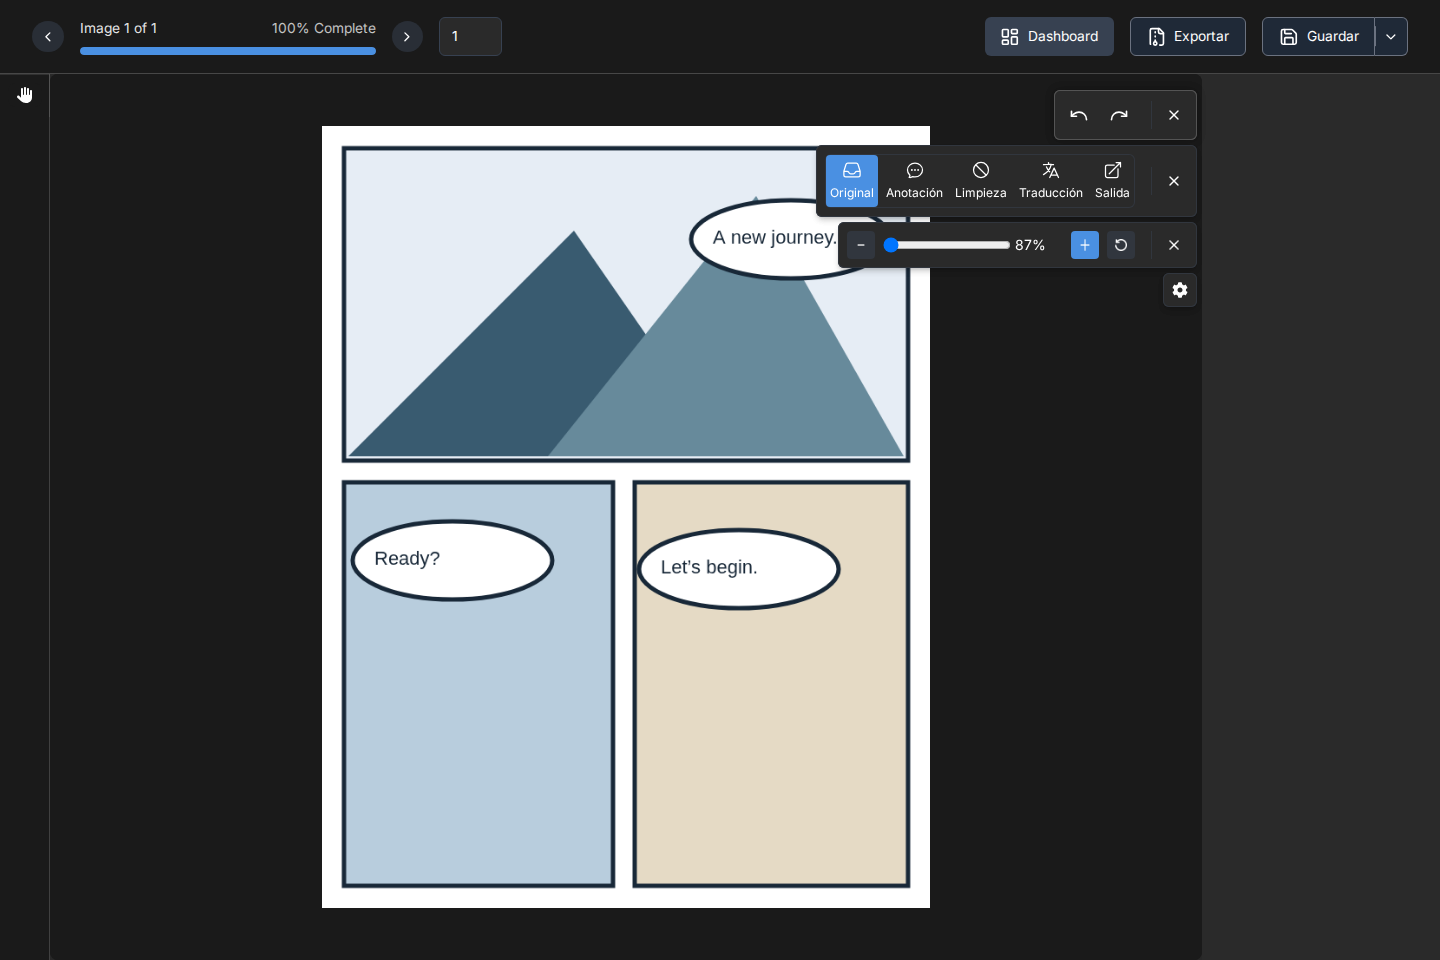 Image 1 of 1
100% Complete
1
Dashboard
Exportar
Guardar
Original
Anotación
Limpieza
Traducción
Salida
87%
A new journey.
Ready?
Let's begin.